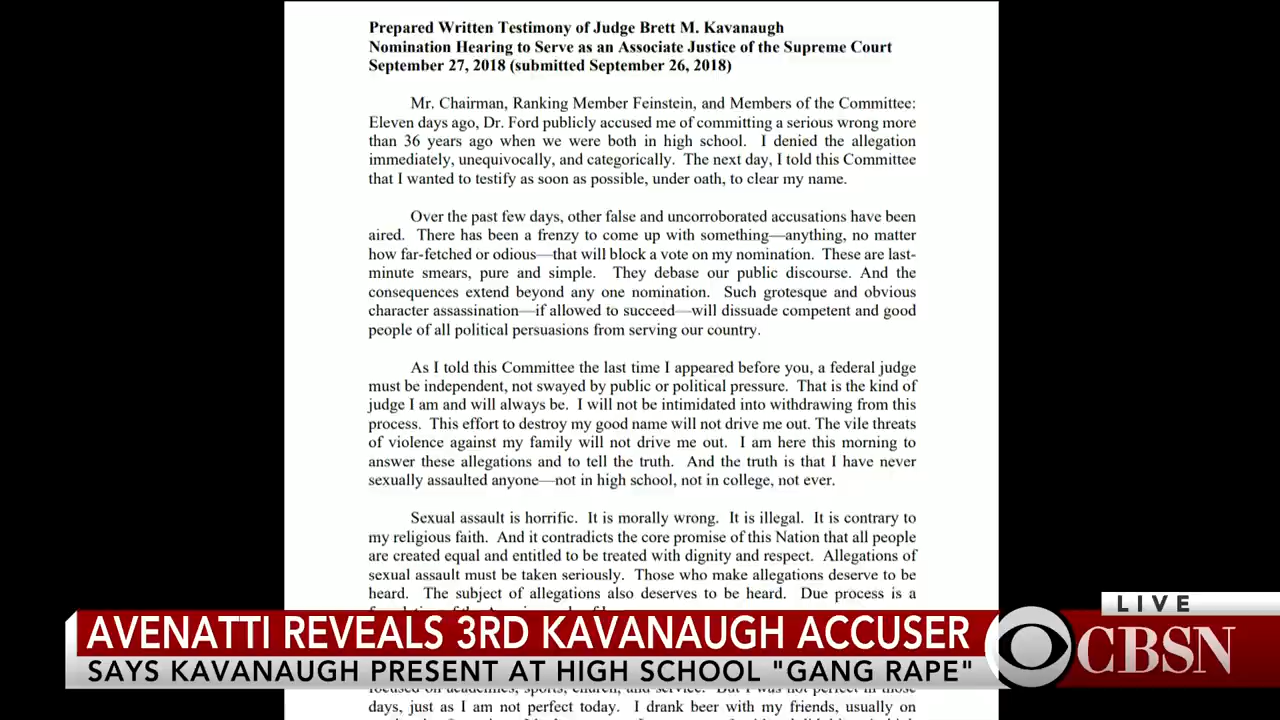 Prepared Written Testimony of Judge Brett M. Kavanaugh
Nomination Hearing to Serve as an Associate Justice of the Supreme Court
September 27, 2018 (submitted September 26, 2018)
Mr. Chairman, Ranking Member Feinstein, and Members of the Committee:
Eleven days ago, Dr. Ford publicly accused me of committing a serious wrong more
than 36 years ago when we were both in high school. I denied the allegation
immediately, unequivocally, and categorically. The next day, I told this Committee
that I wanted to testify as soon as possible, under oath, to clear my name.
Over the past few days, other false and uncorroborated accusations have been
aired. There has been a frenzy to come up with something—anything, no matter
how far-fetched or odious—that will block a vote on my nomination. These are last-
minute smears, pure and simple. They debase our public discourse. And the
consequences extend beyond any one nomination. Such grotesque and obvious
character assassination—if allowed to succeed—will dissuade competent and good
people of all political persuasions from serving our country.
As I told this Committee the last time I appeared before you, a federal judge
must be independent, not swayed by public or political pressure. That is the kind of
judge I am and will always be. I will not be intimidated into withdrawing from this
process. This effort to destroy my good name will not drive me out. The vile threats
of violence against my family will not drive me out. I am here this morning to
answer these allegations and to tell the truth. And the truth is that I have never
sexually assaulted anyone—not in high school, not in college, not ever.
Sexual assault is horrific. It is morally wrong. It is illegal. It is contrary to
my religious faith. And it contradicts the core promise of this Nation that all people
are created equal and entitled to be treated with dignity and respect. Allegations of
sexual assault must be taken seriously. Those who make allegations deserve to be
heard. The subject of allegations also deserves to be heard. Due process is a
LIVE
AVENATTI REVEALS 3RD KAVANAUGH ACCUSER
CBSN
SAYS KAVANAUGH PRESENT AT HIGH SCHOOL "GANG RAPE"
days, just as I am not perfect today. I drank beer with my friends, usually on